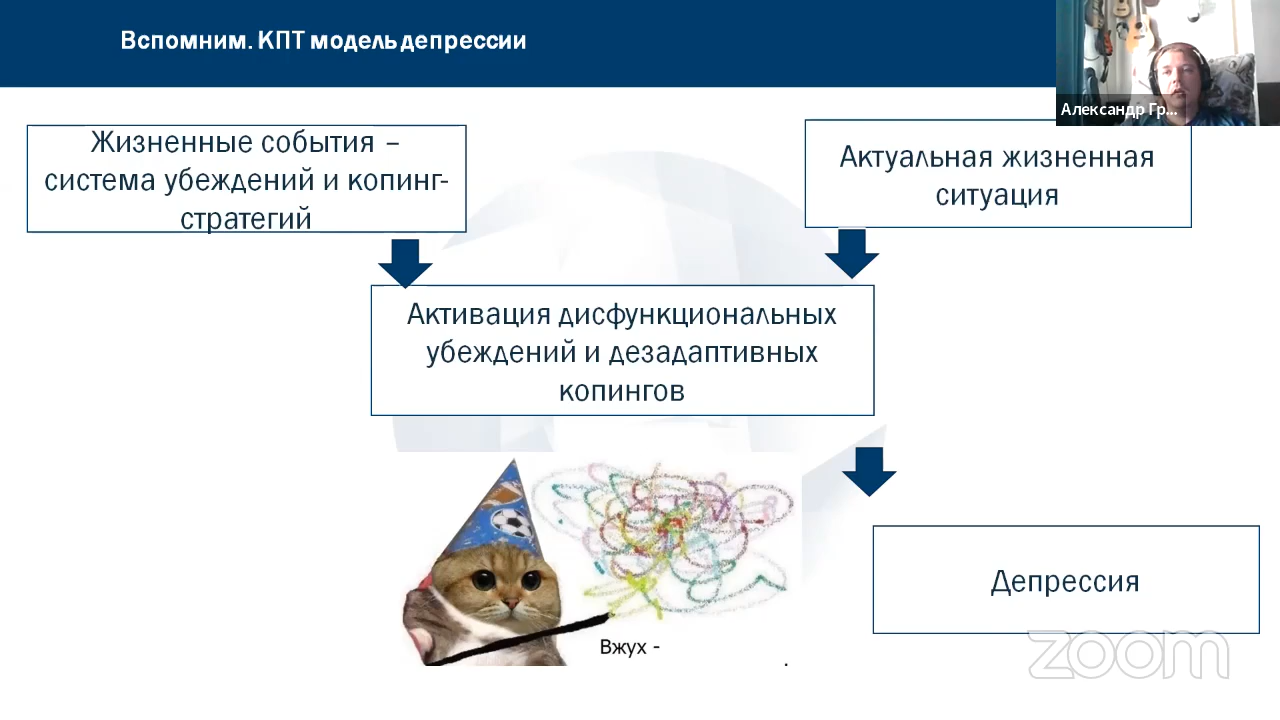 Вспомним. КПТ модель депрессии
Александр Гр...
Жизненные события –
система убеждений и копинг-
стратегий
Актуальная жизненная
ситуация
Активация дисфункциональных
убеждений и дезадаптивных
копингов
Вжух -
Депрессия
zoom